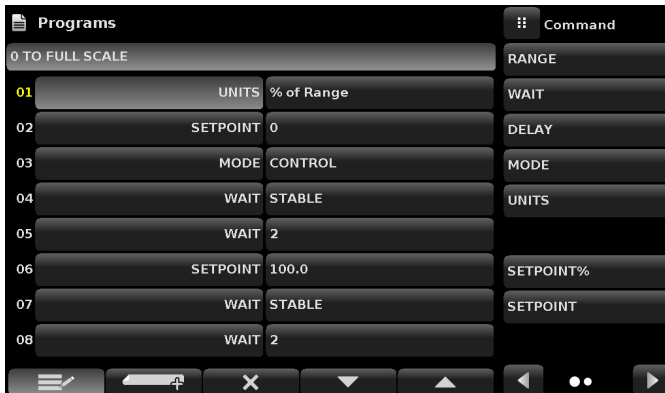 Programs
Command
0 TO FULL SCALE
RANGE
01 UNITS % of Range
WAIT
02 SETPOINT 0
DELAY
03 MODE CONTROL
MODE
04 WAIT STABLE
UNITS
05 WAIT 2
06 SETPOINT 100.0
SETPOINT%
07 WAIT STABLE
SETPOINT
08 WAIT 2